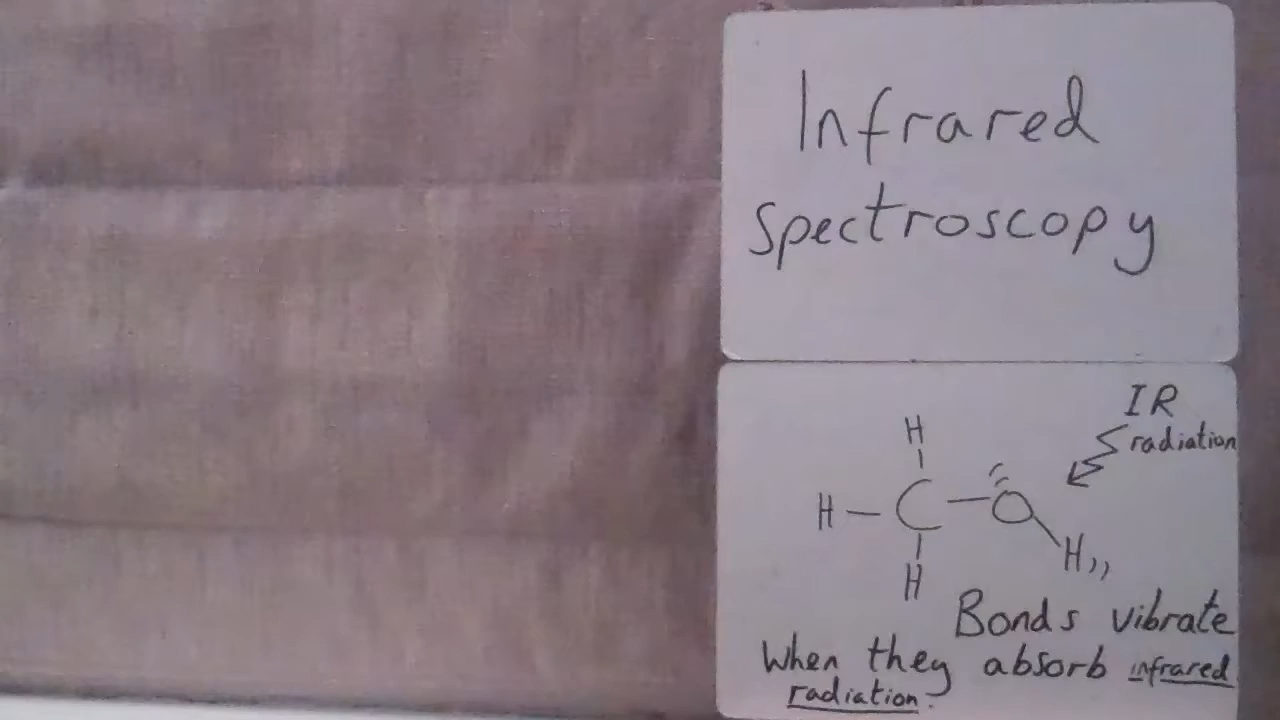 Infrared
Spectroscopy
IR
radiation
H
H – C – O
H
H
Bonds vibrate
When they absorb infrared
radiation.